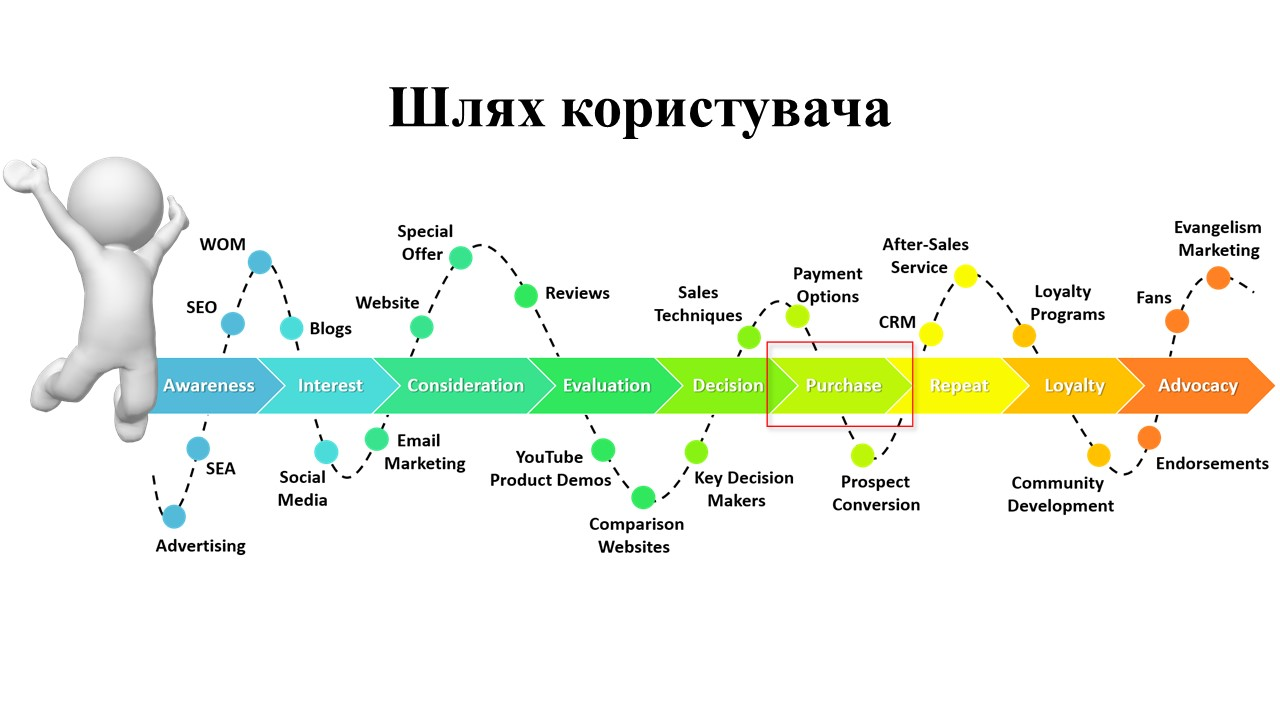 Шлях користувача
WOM
SEO
Blogs
Special
Offer
Website
Reviews
Sales
Techniques
Payment
Options
After-Sales
Service
CRM
Loyalty
Programs
Evangelism
Marketing
Fans
Awareness
Interest
Consideration
Evaluation
Decision
Purchase
Repeat
Loyalty
Advocacy
SEA
Advertising
Social
Media
Email
Marketing
YouTube
Product Demos
Comparison
Websites
Key Decision
Makers
Prospect
Conversion
Community
Development
Endorsements